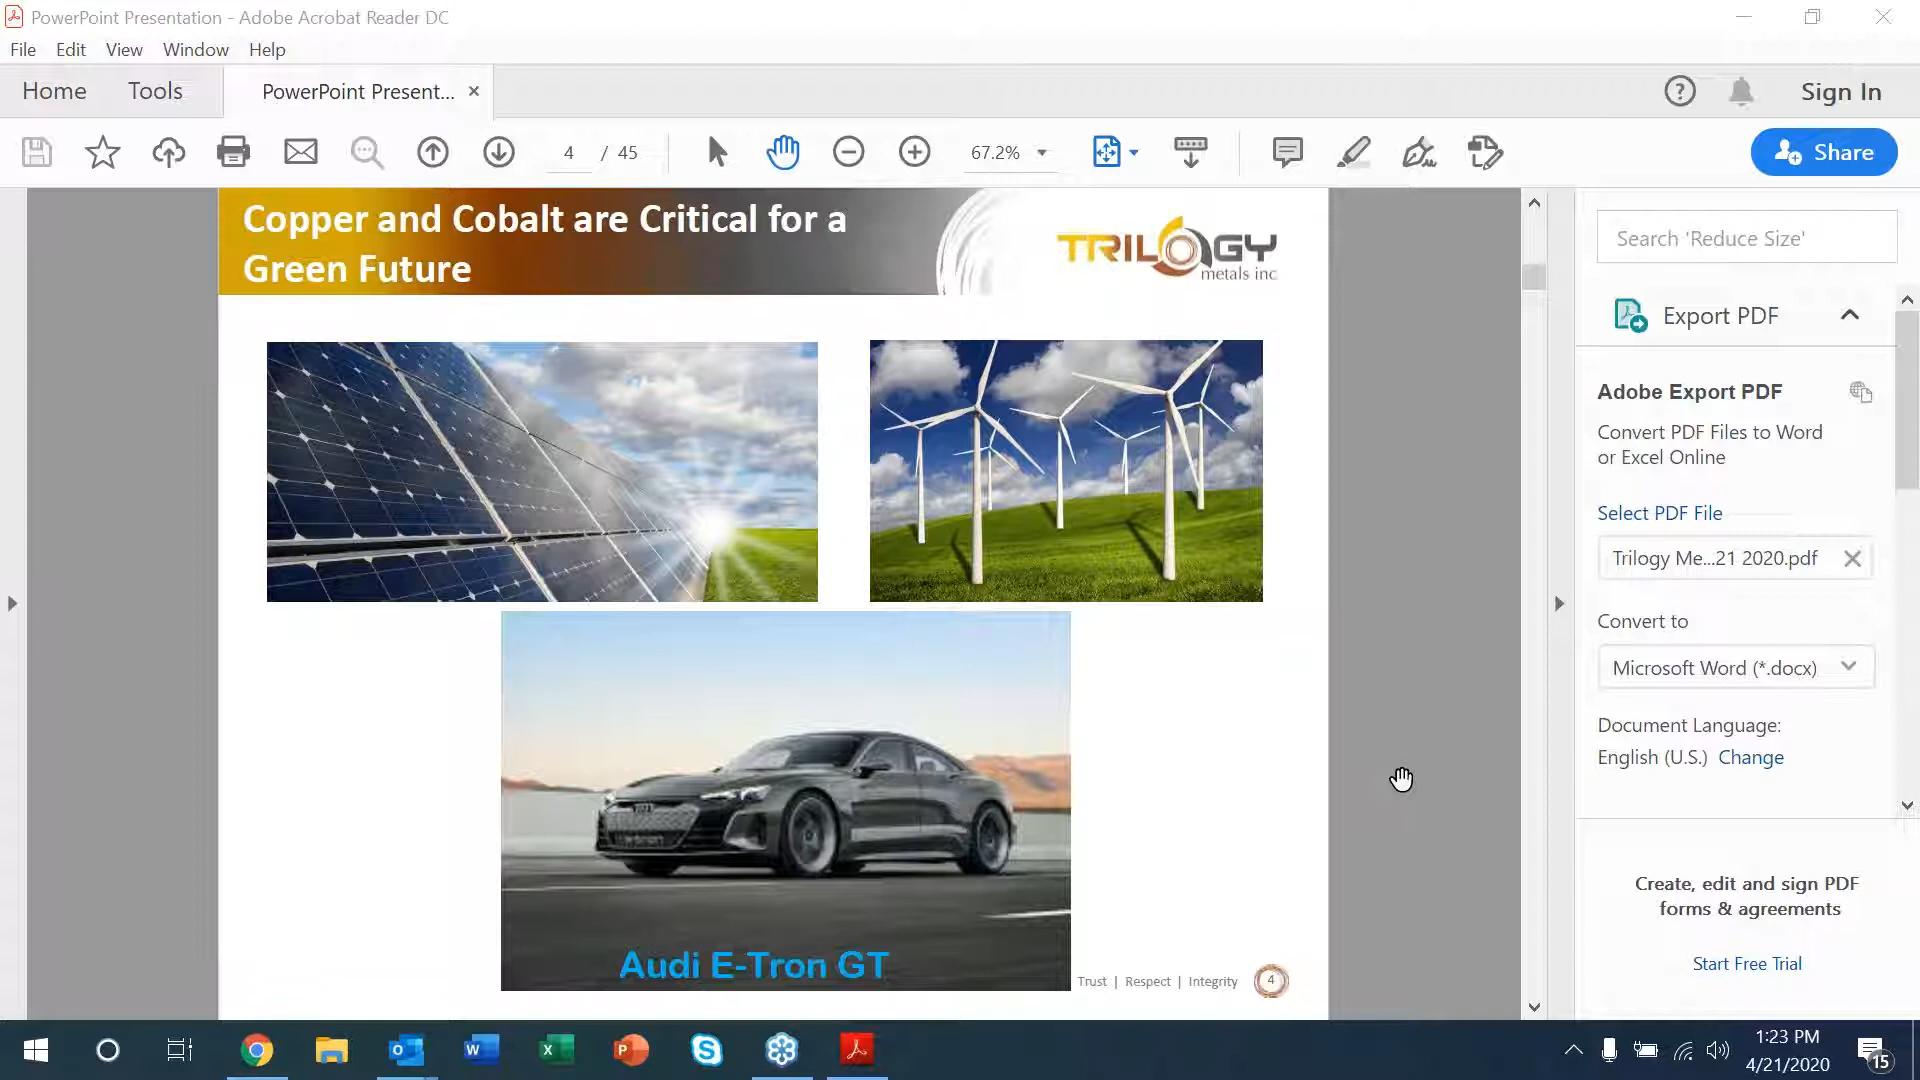 PowerPoint Presentation - Adobe Acrobat Reader DC
File Edit View Window Help
Home Tools PowerPoint Present... Sign In
4 / 45 67.2% Share
Copper and Cobalt are Critical for a
Green Future
TRILOGY
metals inc
Audi E-Tron GT
Trust | Respect | Integrity 4
Search 'Reduce Size'
Export PDF
Adobe Export PDF
Convert PDF Files to Word
or Excel Online
Select PDF File
Trilogy Me...21 2020.pdf
Convert to
Microsoft Word (*.docx)
Document Language:
English (U.S.) Change
Create, edit and sign PDF
forms & agreements
Start Free Trial
1:23 PM
4/21/2020
15